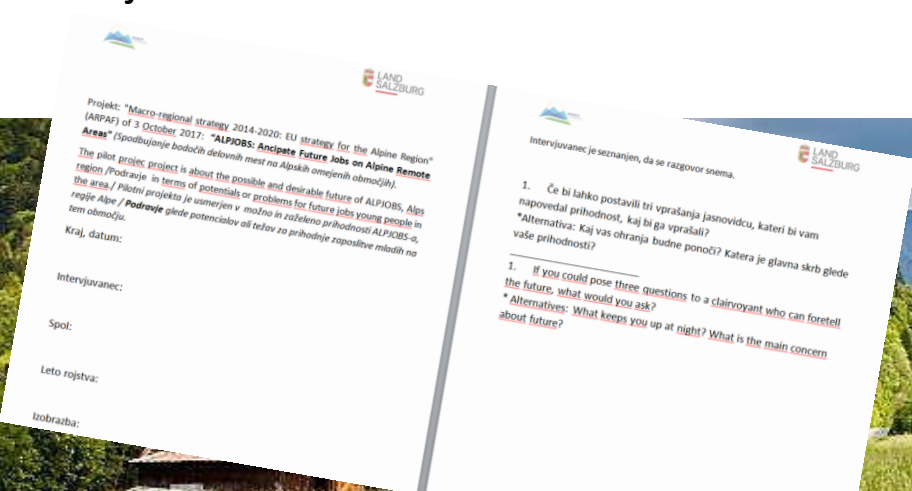 LAND
SALZBURG
Projekt: "Macro-regional strategy 2014-2020: EU strategy for the Alpine Region"
(ARPAF) of 3 October 2017: "ALPJOBS: Ancipate Future Jobs on Alpine Remote
Areas" (Spodbujanje bodočih delovnih mest na Alpskih omejenih območjih).
The pilot projec project is about the possible and desirable future of ALPJOBS, Alps
region /Podravje in terms of potentials or problems for future jobs young people in
the area./ Pilotni projekta je usmerjen v možno in zaželeno prihodnosti ALPJOBS-a,
regije Alpe / Podravje glede potencialov ali težav za prihodnje zaposlitve mladih na
tem območju.
Kraj, datum:
Intervjuvanec:
Spol:
Leto rojstva:
Izobrazba:
LAND
SALZBURG
Intervjuvanec je seznanjen, da se razgovor snema.
1. Če bi lahko postavili tri vprašanja jasnovidcu, kateri bi vam
napovedal prihodnost, kaj bi ga vprašali?
*Alternativa: Kaj vas ohranja budne ponoči? Katera je glavna skrb glede
vaše prihodnosti?
1. If you could pose three questions to a clairvoyant who can foretell
the future, what would you ask?
* Alternatives: What keeps you up at night? What is the main concern
about future?